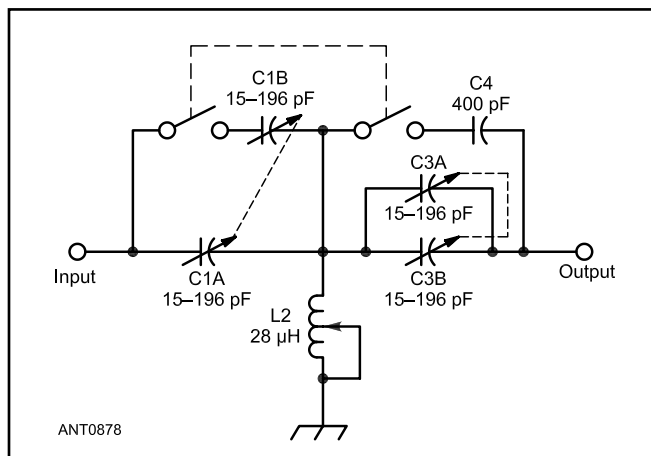 C1B
15–196 pF
C4
400 pF
C3A
15–196 pF
Input
C1A
15–196 pF
C3B
15–196 pF
Output
L2
28 µH
ANT0878